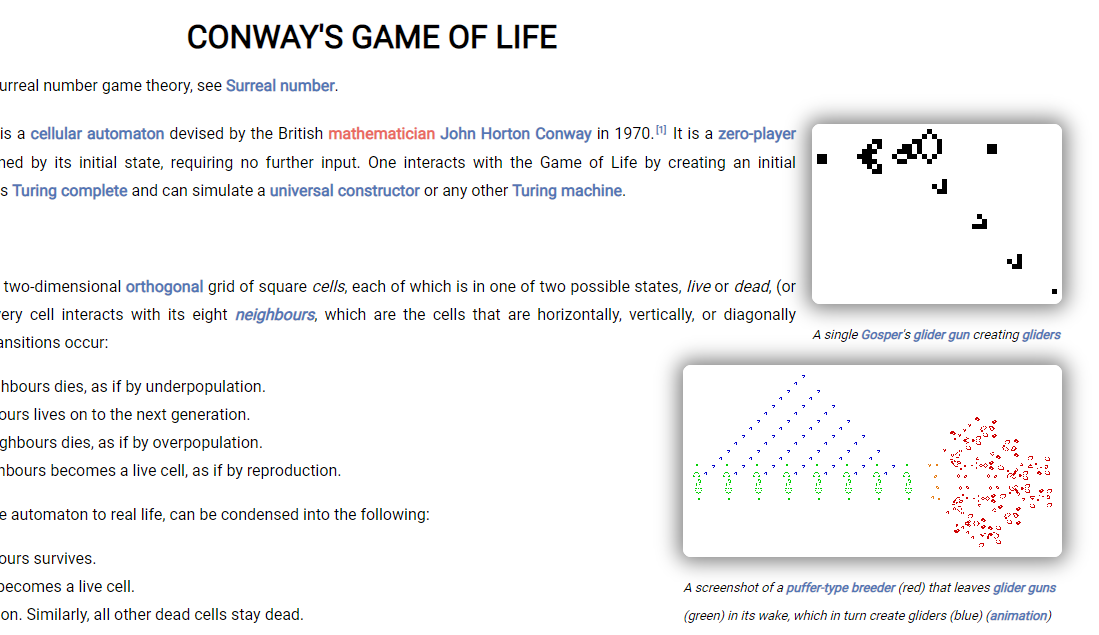 CONWAY'S GAME OF LIFE
urreal number game theory, see Surreal number.
is a cellular automaton devised by the British mathematician John Horton Conway in 1970.[1] It is a zero-player
ned by its initial state, requiring no further input. One interacts with the Game of Life by creating an initial
s Turing complete and can simulate a universal constructor or any other Turing machine.
two-dimensional orthogonal grid of square cells, each of which is in one of two possible states, live or dead, (or
ery cell interacts with its eight neighbours, which are the cells that are horizontally, vertically, or diagonally
ansitions occur:
hbours dies, as if by underpopulation.
ours lives on to the next generation.
ghbours dies, as if by overpopulation.
hbours becomes a live cell, as if by reproduction.
e automaton to real life, can be condensed into the following:
ours survives.
becomes a live cell.
on. Similarly, all other dead cells stay dead.
A single Gosper's glider gun creating gliders
A screenshot of a puffer-type breeder (red) that leaves glider guns
(green) in its wake, which in turn create gliders (blue) (animation)